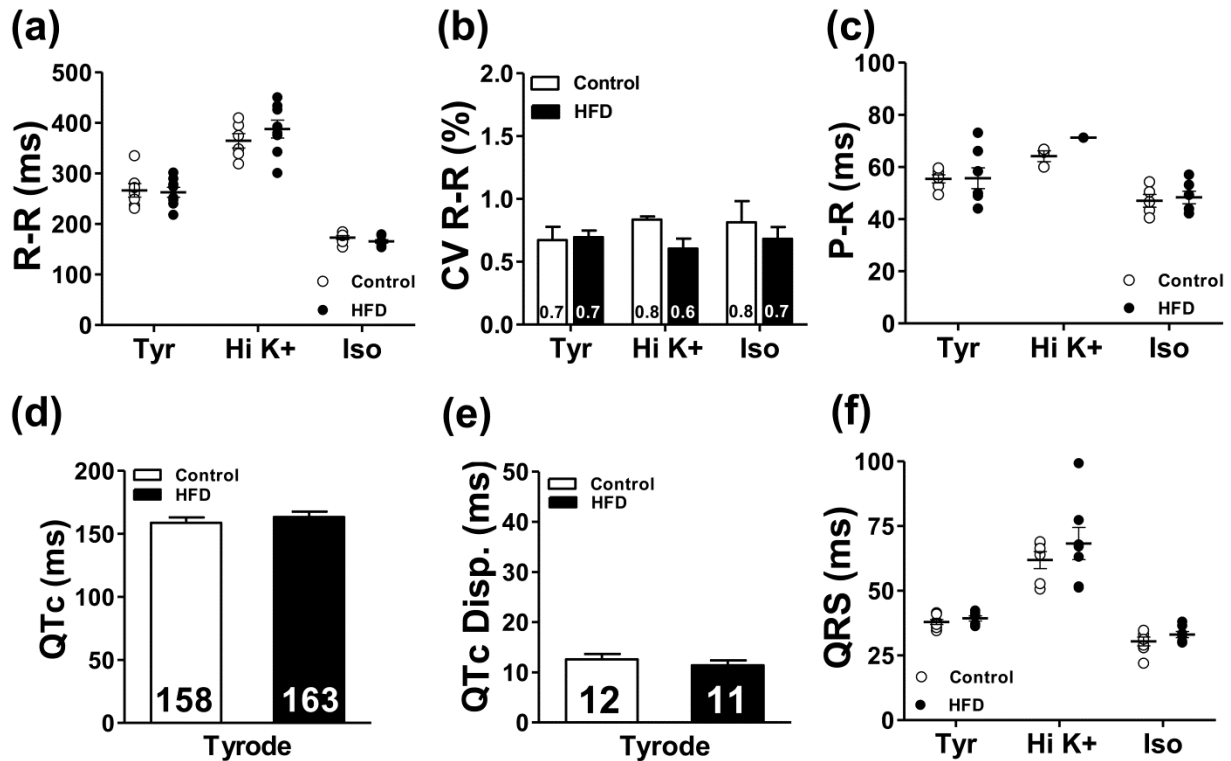 (a)
R-R (ms)
500
400
300
200
100
0
Control
HFD
Tyr Hi K+ Iso
(b)
CV R-R (%)
2.0
1.5
1.0
0.5
0.0
Control
HFD
0.7 0.7 0.8 0.6 0.8 0.7
Tyr Hi K+ Iso
(c)
P-R (ms)
100
80
60
40
20
0
Control
HFD
Tyr Hi K+ Iso
(d)
QTc (ms)
200
150
100
50
0
Control
HFD
158 163
Tyrode
(e)
QTc Disp. (ms)
50
40
30
20
10
0
Control
HFD
12 11
Tyrode
(f)
QRS (ms)
100
75
50
25
0
Control
HFD
Tyr Hi K+ Iso